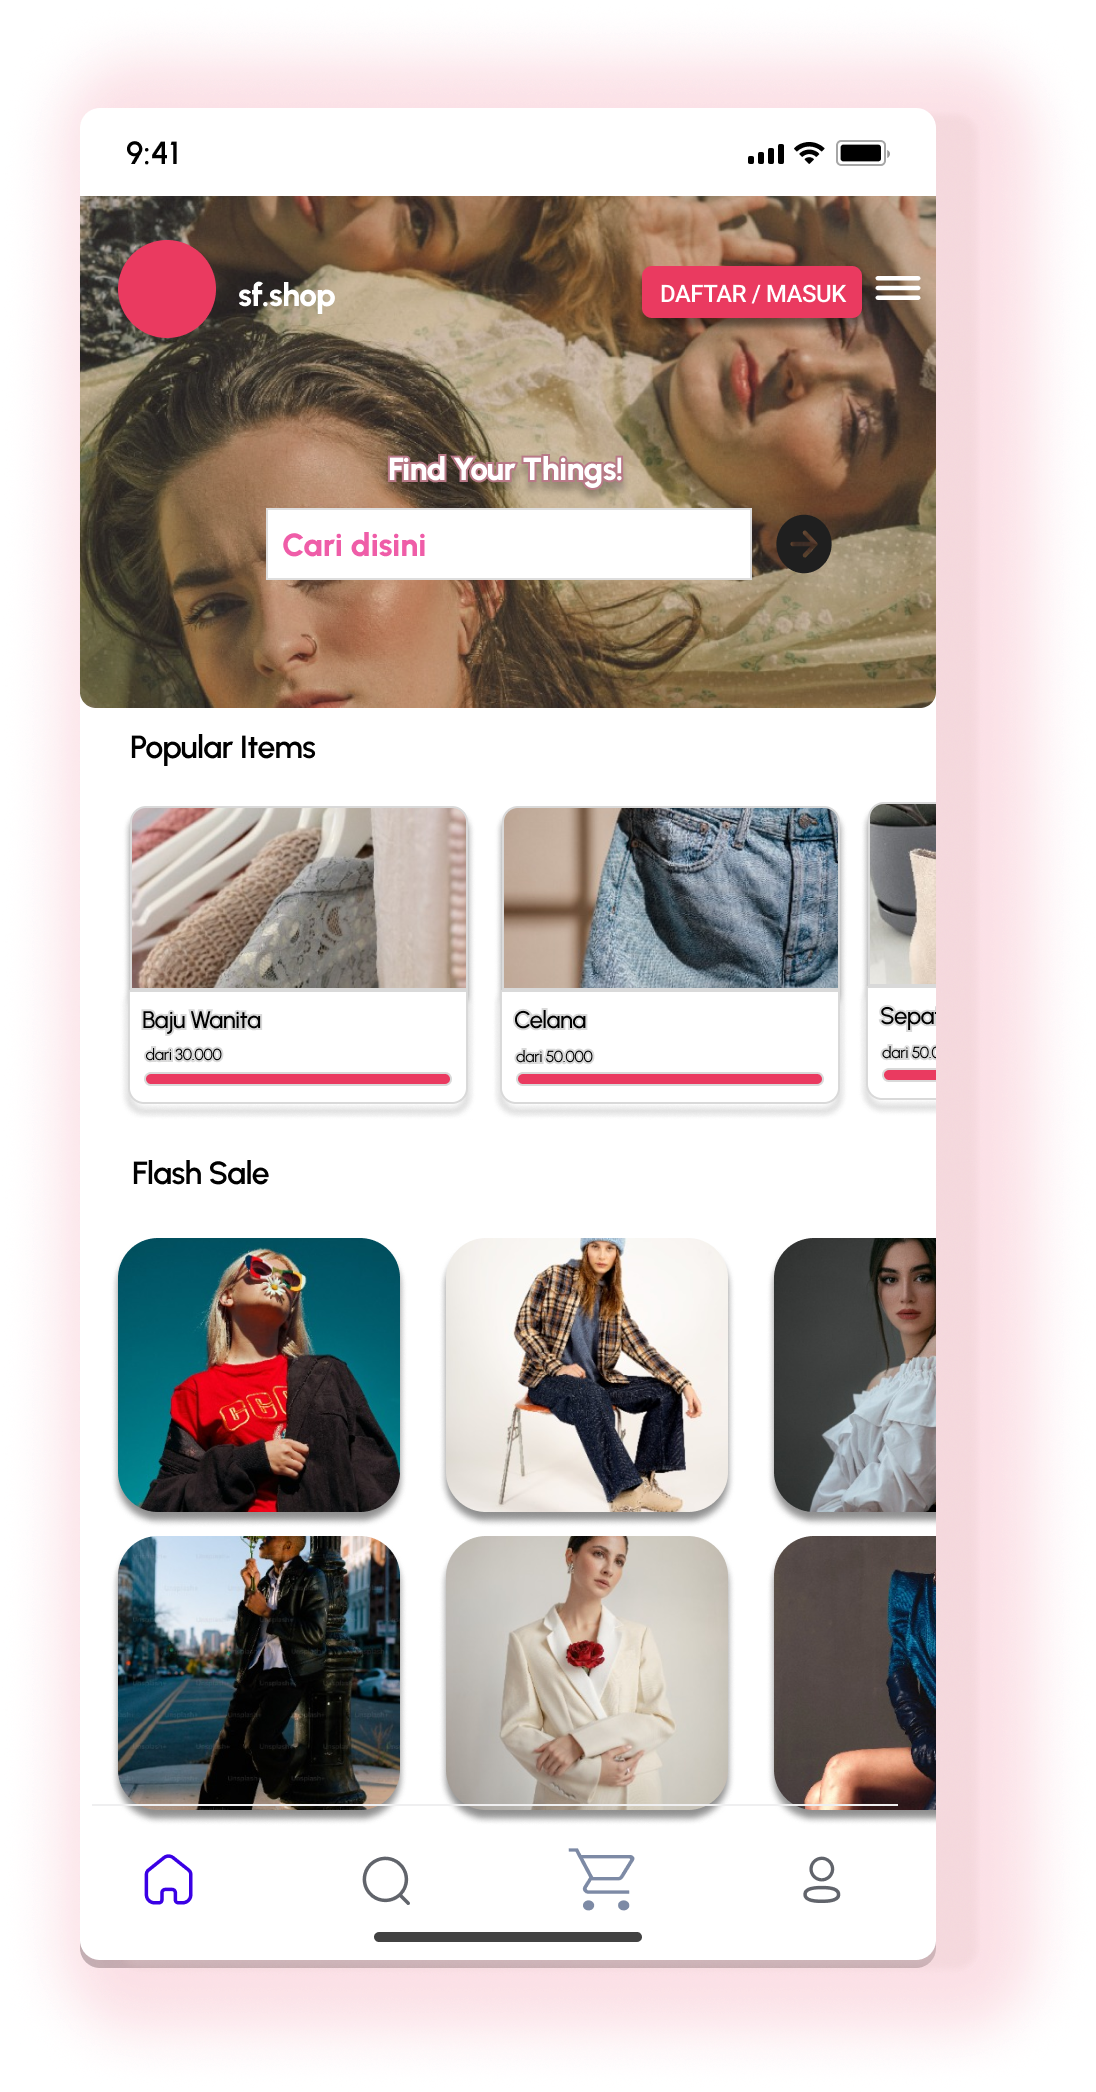 9:41
sf.shop
DAFTAR / MASUK
Find Your Things!
Cari disini
Popular Items
Baju Wanita
dari 30.000
Celana
dari 50.000
Flash Sale